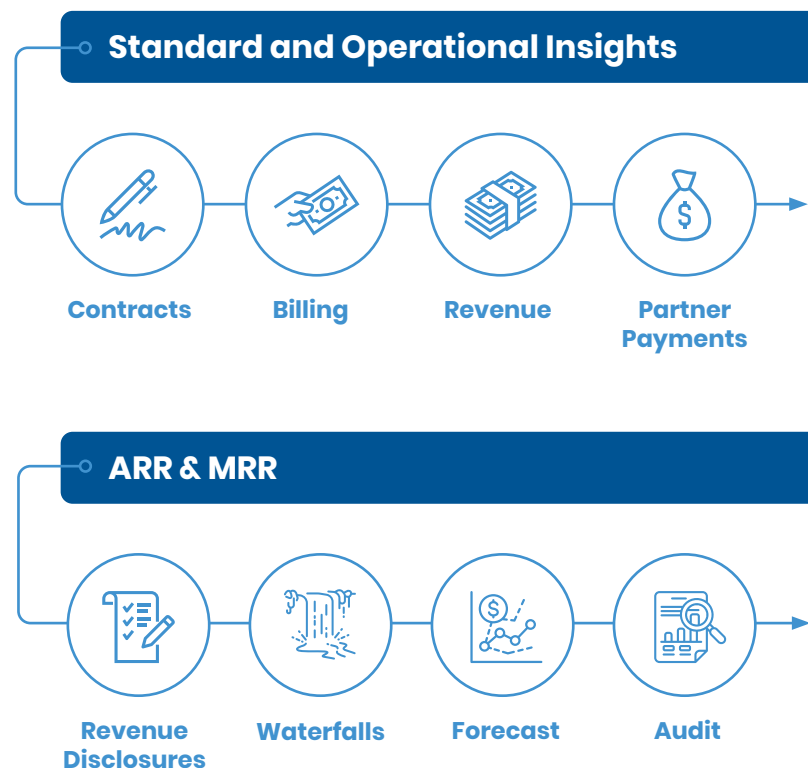 Standard and Operational Insights
$
Contracts
Billing
Revenue
Partner
Payments
ARR & MRR
$
Revenue
Disclosures
Waterfalls
Forecast
Audit